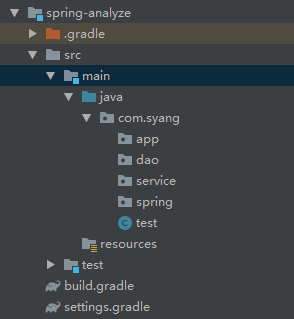 spring-analyze
.gradle
src
main
java
com.syang
app
dao
service
spring
test
resources
test
build.gradle
settings.gradle